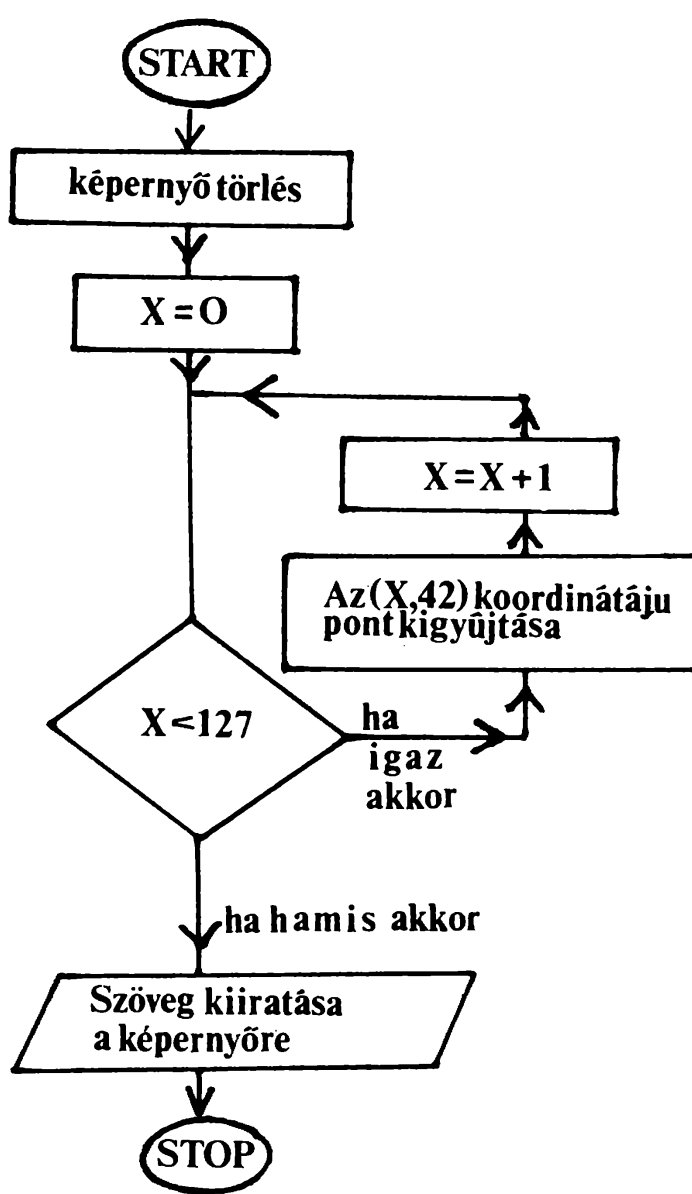 START
képernyő törlés
X = O
X = X + 1
Az (X,42) koordinátáju
pont kigyûjtása
X < 127
ha
igaz
akkor
ha hamis akkor
Szöveg kiiratása
a képernyőre
STOP